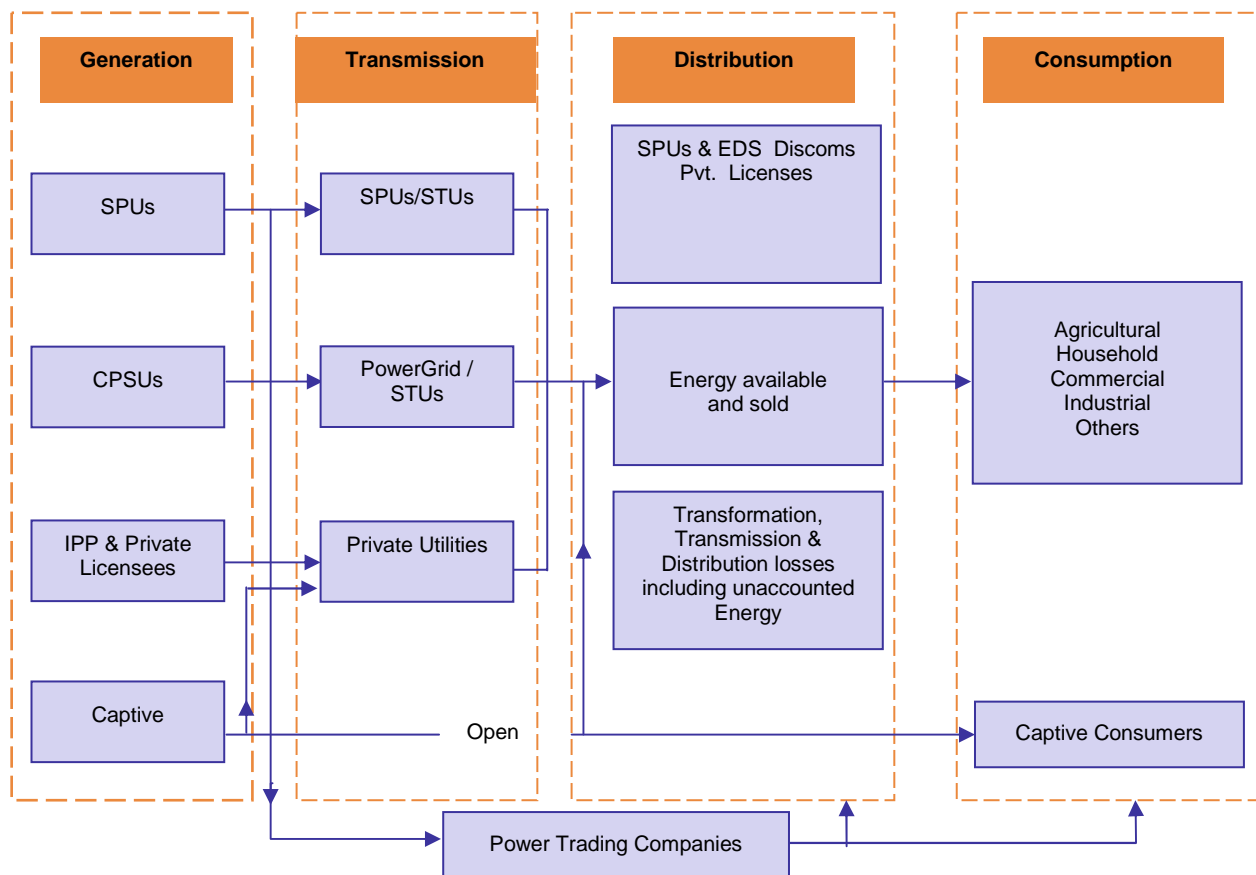 Generation
Transmission
Distribution
Consumption
SPUs
SPUs/STUs
SPUs & EDS Discoms
Pvt. Licenses
CPSUs
PowerGrid /
STUs
Energy available
and sold
Agricultural
Household
Commercial
Industrial
Others
IPP & Private
Licensees
Private Utilities
Transformation,
Transmission &
Distribution losses
including unaccounted
Energy
Captive
Open
Captive Consumers
Power Trading Companies